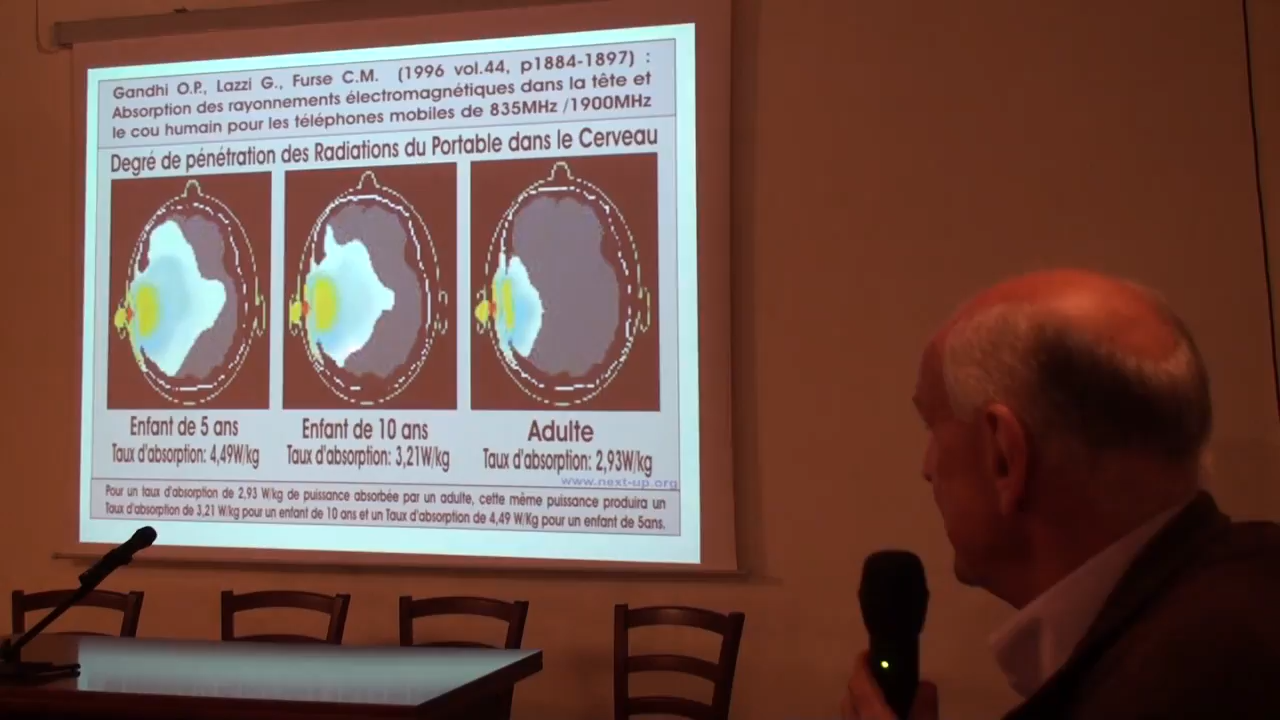 Gandhi O.P., Lazzi G., Furse C.M. (1996 vol.44, p1884-1897) :
Absorption des rayonnements électromagnétiques dans la tête et
le cou humain pour les téléphones mobiles de 835MHz /1900MHz
Degré de pénétration des Radiations du Portable dans le Cerveau
Enfant de 5 ans
Taux d'absorption: 4,49W/kg
Enfant de 10 ans
Taux d'absorption: 3,21W/kg
Adulte
Taux d'absorption: 2,93W/kg
www.next-up.org
Pour un taux d'absorption de 2,93 W/kg de puissance absorbée par un adulte, cette même puissance produira un
Taux d'absorption de 3,21 W/kg pour un enfant de 10 ans et un Taux d'absorption de 4,49 W/Kg pour un enfant de 5ans.